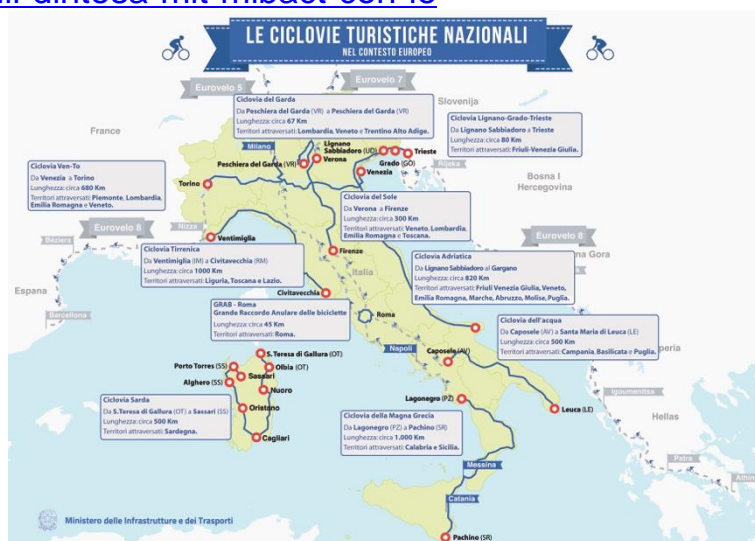 LE CICLOVIE TURISTICHE NAZIONALI
NEL CONTESTO EUROPEO
Eurovelo 5
Eurovelo 7
Slovenija
France
Ciclovia del Garda
Da Peschiera del Garda (VR) a Peschiera del Garda (VR)
Lunghezza: circa 67 Km
Territori attraversati: Lombardia, Veneto e Trentino Alto Adige.
Ciclovia Lignano-Grado-Trieste
Da Lignano Sabbiadoro a Trieste
Lunghezza: circa 80 Km
Territori attraversati: Friuli-Venezia Giulia.
Milano
Lignano
Sabbiadoro (UD)
Trieste
Peschiera del Garda (VR)
Verona
Grado (GO)
Venezia
Rijeka
Bosna I
Hercegovina
Ciclovia Ven-To
Da Venezia a Torino
Lunghezza: circa 680 Km
Territori attraversati: Piemonte, Lombardia,
Emilia Romagna e Veneto.
Torino
Ciclovia del Sole
Da Verona a Firenze
Lunghezza: circa 300 Km
Territori attraversati: Veneto, Lombardia,
Emilia Romagna e Toscana.
Nizza
Béziers
Eurovelo 8
Eurovelo 8
na Gora
Ventimiglia
Firenze
Ciclovia Tirrenica
Da Ventimiglia (IM) a Civitavecchia (RM)
Lunghezza: circa 1000 Km
Territori attraversati: Liguria, Toscana e Lazio.
Italia
Ciclovia Adriatica
Da Lignano Sabbiadoro al Gargano
Lunghezza: circa 820 Km
Territori attraversati: Friuli Venezia Giulia, Veneto,
Emilia Romagna, Marche, Abruzzo, Molise, Puglia.
Espana
Barcellona
Civitavecchia
GRAB - Roma
Grande Raccordo Anulare delle biciclette
Lunghezza: circa 45 Km
Territori attraversati: Roma.
Roma
Ciclovia dell'acqua
Da Caposele (AV) a Santa Maria di Leuca (LE)
Lunghezza: circa 500 Km
Territori attraversati: Campania, Basilicata e Puglia.
Napoli
Caposele (AV)
S. Teresa di Gallura (OT)
Porto Torres (SS)
Olbia (OT)
Sassari
Alghero (SS)
Nuoro
Oristano
Cagliari
Ciclovia Sarda
Da S.Teresa di Gallura (OT) a Sassari (SS)
Lunghezza: circa 500 Km
Territori attraversati: Sardegna.
Lagonegro (PZ)
Leuca (LE)
Igoumenitsa
Hellas
Ciclovia della Magna Grecia
Da Lagonegro (PZ) a Pachino (SR)
Lunghezza: circa 1.000 Km
Territori attraversati: Calabria e Sicilia.
Patra
Messina
Catania
Pachino (SR)
Ministero delle Infrastrutture e dei Trasporti